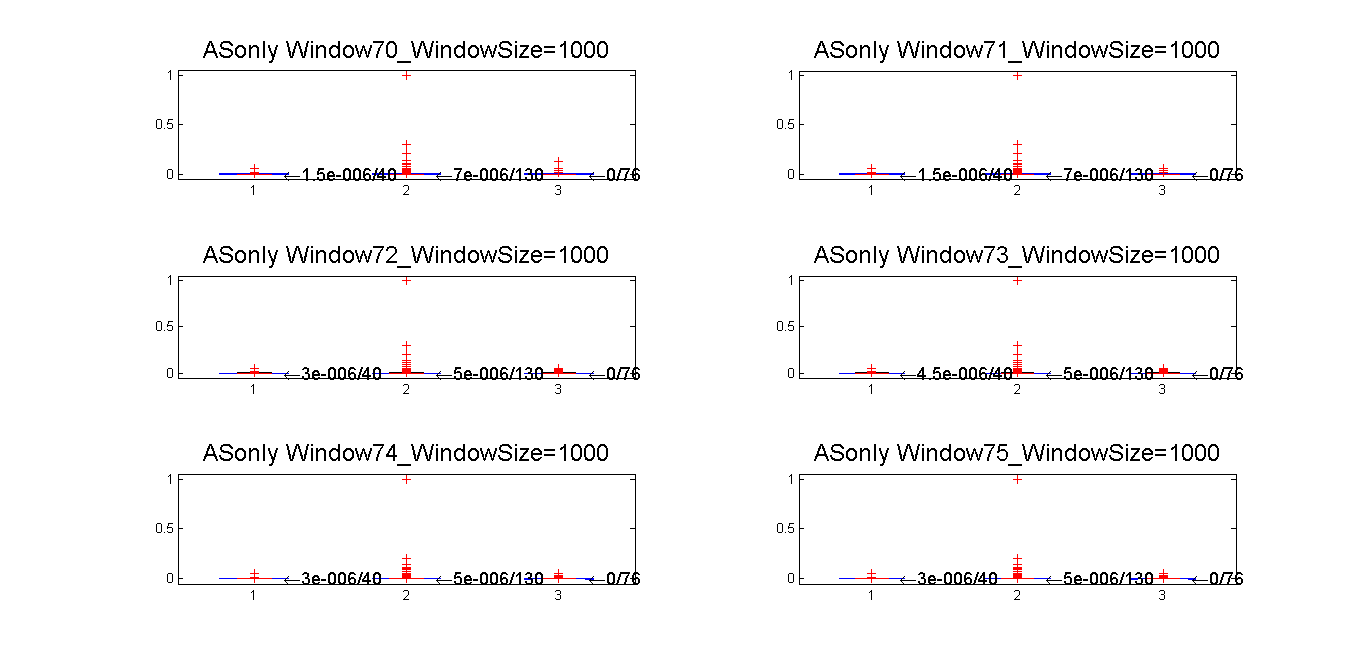 ASonly Window70_WindowSize=1000
1
0.5
0
←1.5e-006/40 ←7e-006/130 ←0/76
1 2 3
ASonly Window71_WindowSize=1000
1
0.5
0
←1.5e-006/40 ←7e-006/130 ←0/76
1 2 3
ASonly Window72_WindowSize=1000
1
0.5
0
←3e-006/40 ←5e-006/130 ←0/76
1 2 3
ASonly Window73_WindowSize=1000
1
0.5
0
←4.5e-006/40 ←5e-006/130 ←0/76
1 2 3
ASonly Window74_WindowSize=1000
1
0.5
0
←3e-006/40 ←5e-006/130 ←0/76
1 2 3
ASonly Window75_WindowSize=1000
1
0.5
0
←3e-006/40 ←5e-006/130 ←0/76
1 2 3